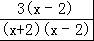 3(x - 2)
(x+2)(x - 2)